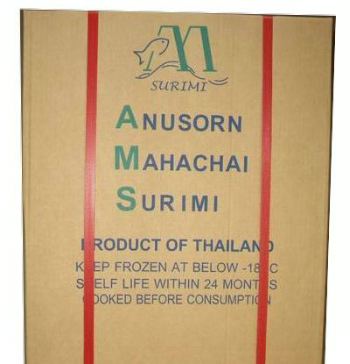 M
SURIMI
ANUSORN
MAHACHAI
SURIMI
PRODUCT OF THAILAND
KEEP FROZEN AT BELOW -18°C
SHELF LIFE WITHIN 24 MONTHS
COOKED BEFORE CONSUMPTION